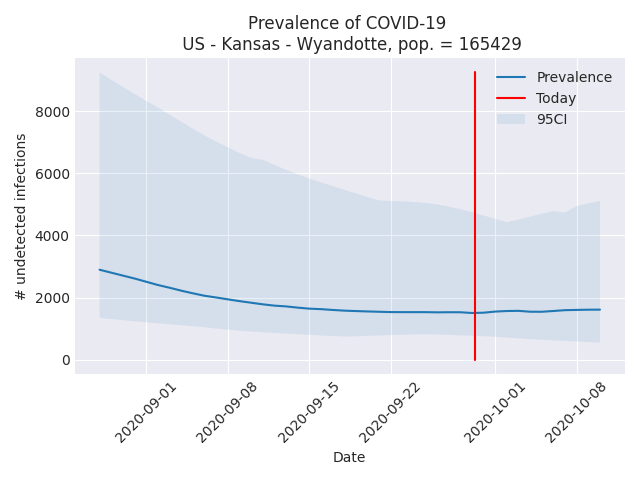 Prevalence of COVID-19
US - Kansas - Wyandotte, pop. = 165429
Prevalence
Today
95CI
8000
6000
4000
2000
0
# undetected infections
2020-09-01
2020-09-08
2020-09-15
2020-09-22
2020-10-01
2020-10-08
Date